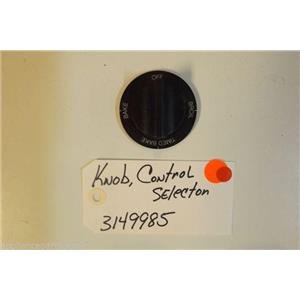 OFF
BAKE
BROIL
TIMED BAKE
Knob, Control
Selector
3149985